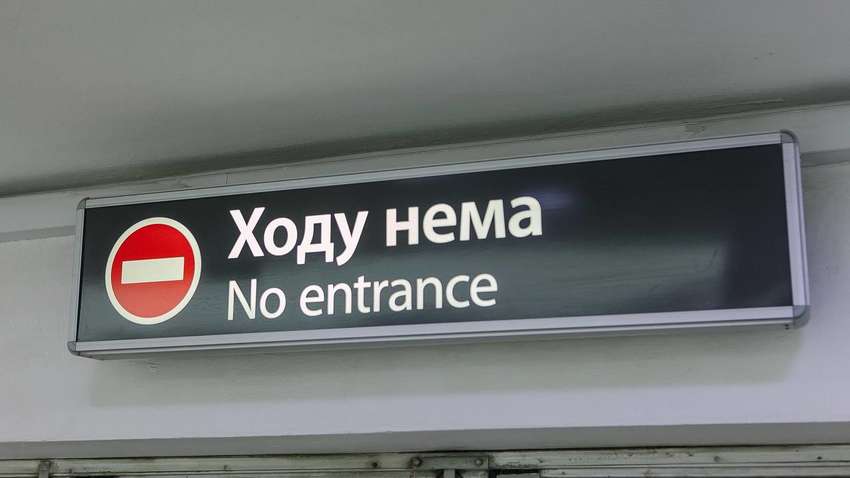 Ходу нема
No entrance